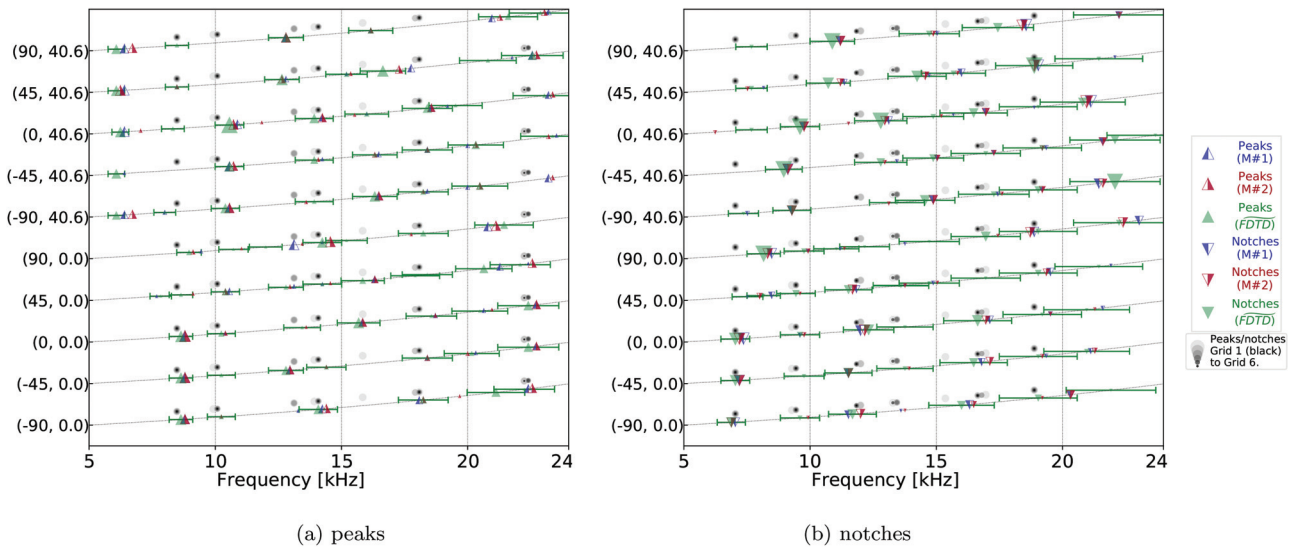 (90, 40.6)
(45, 40.6)
(0, 40.6)
(-45, 40.6)
(-90, 40.6)
(90, 0.0)
(45, 0.0)
(0, 0.0)
(-45, 0.0)
(-90, 0.0)
5 10 15 20 24
Frequency [kHz]
(a) peaks
(90, 40.6)
(45, 40.6)
(0, 40.6)
(-45, 40.6)
(-90, 40.6)
(90, 0.0)
(45, 0.0)
(0, 0.0)
(-45, 0.0)
(-90, 0.0)
5 10 15 20 24
Frequency [kHz]
(b) notches
Peaks
(M#1)
Peaks
(M#2)
Peaks
(FDTD)
Notches
(M#1)
Notches
(M#2)
Notches
(FDTD)
Peaks/notches
Grid 1 (black)
to Grid 6.